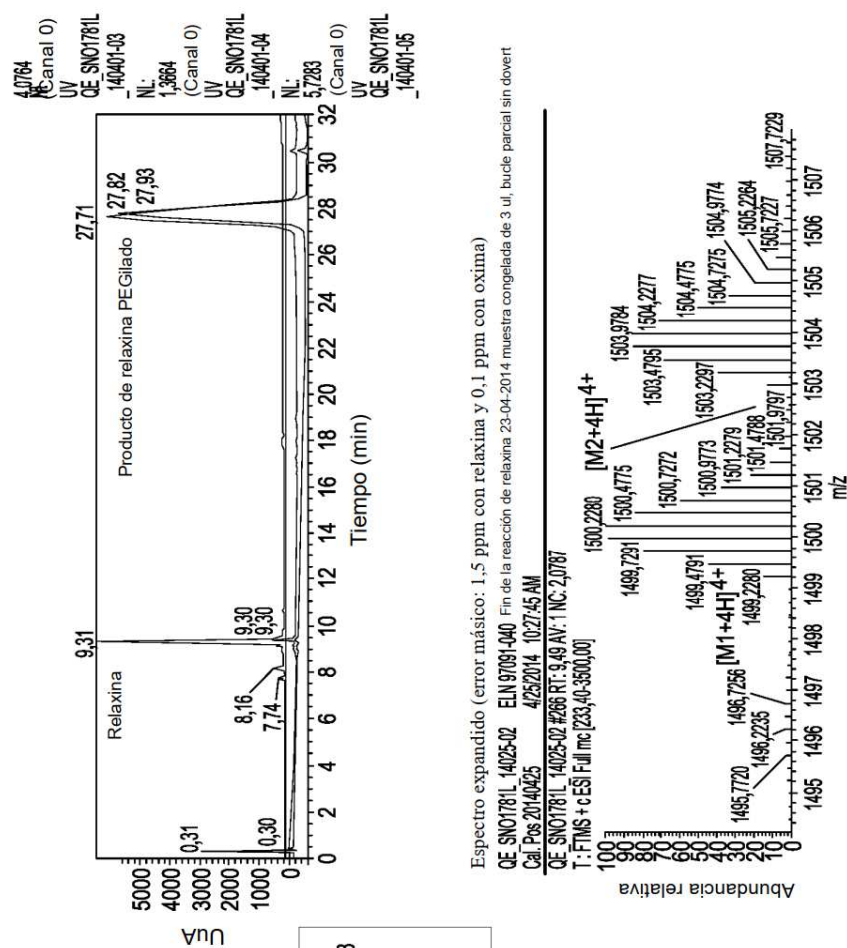 4,0764
(Canal 0)
UV
QE_SNO1781L
_140401-03
NL:
1,3664
(Canal 0)
UV
QE_SNO1781L
_140401-04
NL:
5,7283
(Canal 0)
UV
QE_SNO1781L
_140401-05
27,71
27,82
27,93
Producto de relaxina PEGilado
9,31
9,30
9,30
Relaxina
8,16
7,74
0,31
0,30
5000
4000
3000
2000
1000
0
UuA
0 2 4 6 8 10 12 14 16 18 20 22 24 26 28 30 32
Tiempo (min)
Espectro expandido (error másico: 1,5 ppm con relaxina y 0,1 ppm con oxima)
QE_SNO1781L_14025-02 ELN 97091-040 Fin de la reacción de relaxina 23-04-2014 muestra congelada de 3 ul, bucle parcial sin dovert
Cal. Pos 20140425 4/25/2014 10:27:45 AM
QE_SNO1781L_14025-02 #266 RT: 9,49 AV: 1 NC: 2,0787
T: FTMS + c ESI Full mc [233,40-3500,00]
1500,2280
1500,4775
1499,7291
1500,7272
1499,4791
1500,9773
1499,2280
1501,2279
1501,4788
1501,9797
[M1+4H]4+
1496,7256
1496,2235
1495,7720
[M2+4H]4+
1503,9784
1504,2277
1503,4795
1504,4775
1503,2297
1504,7275
1504,9774
1505,2264
1505,7227
1507,7229
100
90
80
70
60
50
40
30
20
10
0
Abundancia relativa
1495 1496 1497 1498 1499 1500 1501 1502 1503 1504 1505 1506 1507
m/z